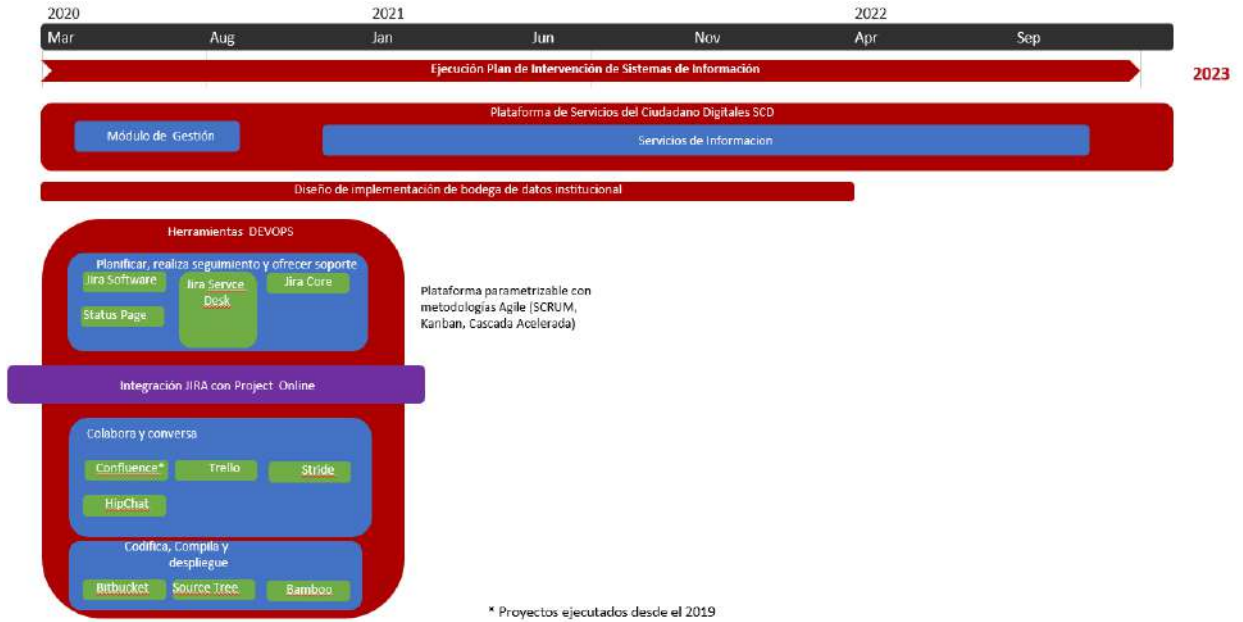 2020 2021 2022
Mar Aug Jan Jun Nov Apr Sep
Ejecución Plan de Intervención de Sistemas de Información
2023
Plataforma de Servicios del Ciudadano Digitales SCD
Módulo de Gestión
Servicios de Informacion
Diseño de implementación de bodega de datos institucional
Herramientas DEVOPS
Planificar, realiza seguimiento y ofrecer soporte
Jira Software
Jira Servce
Desk
Jira Core
Status Page
Plataforma parametrizable con
metodologías Agile (SCRUM,
Kanban, Cascada Acelerada)
Integración JIRA con Project Online
Colabora y conversa
Confluence*
Trello
Stride
HipChat
Codifica, Compila y
despliegue
Bitbucket
Source Tree
Bamboo
* Proyectos ejecutados desde el 2019